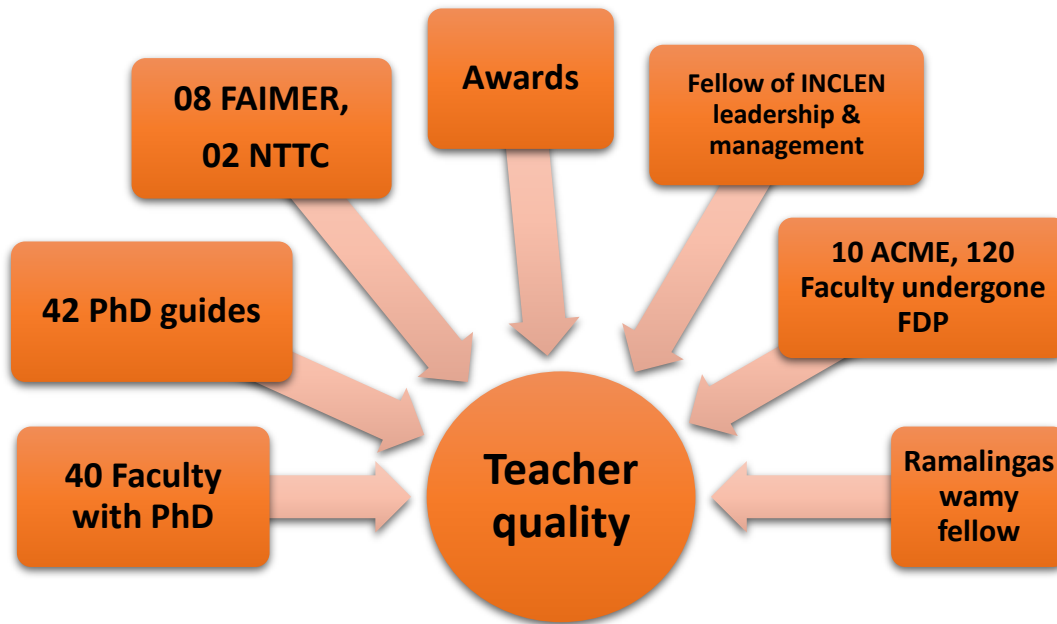 Awards
08 FAIMER,
02 NTTC
Fellow of INCLEN
leadership &
management
42 PhD guides
10 ACME, 120
Faculty undergone
FDP
40 Faculty
with PhD
Teacher
quality
Ramalingas
wamy
fellow